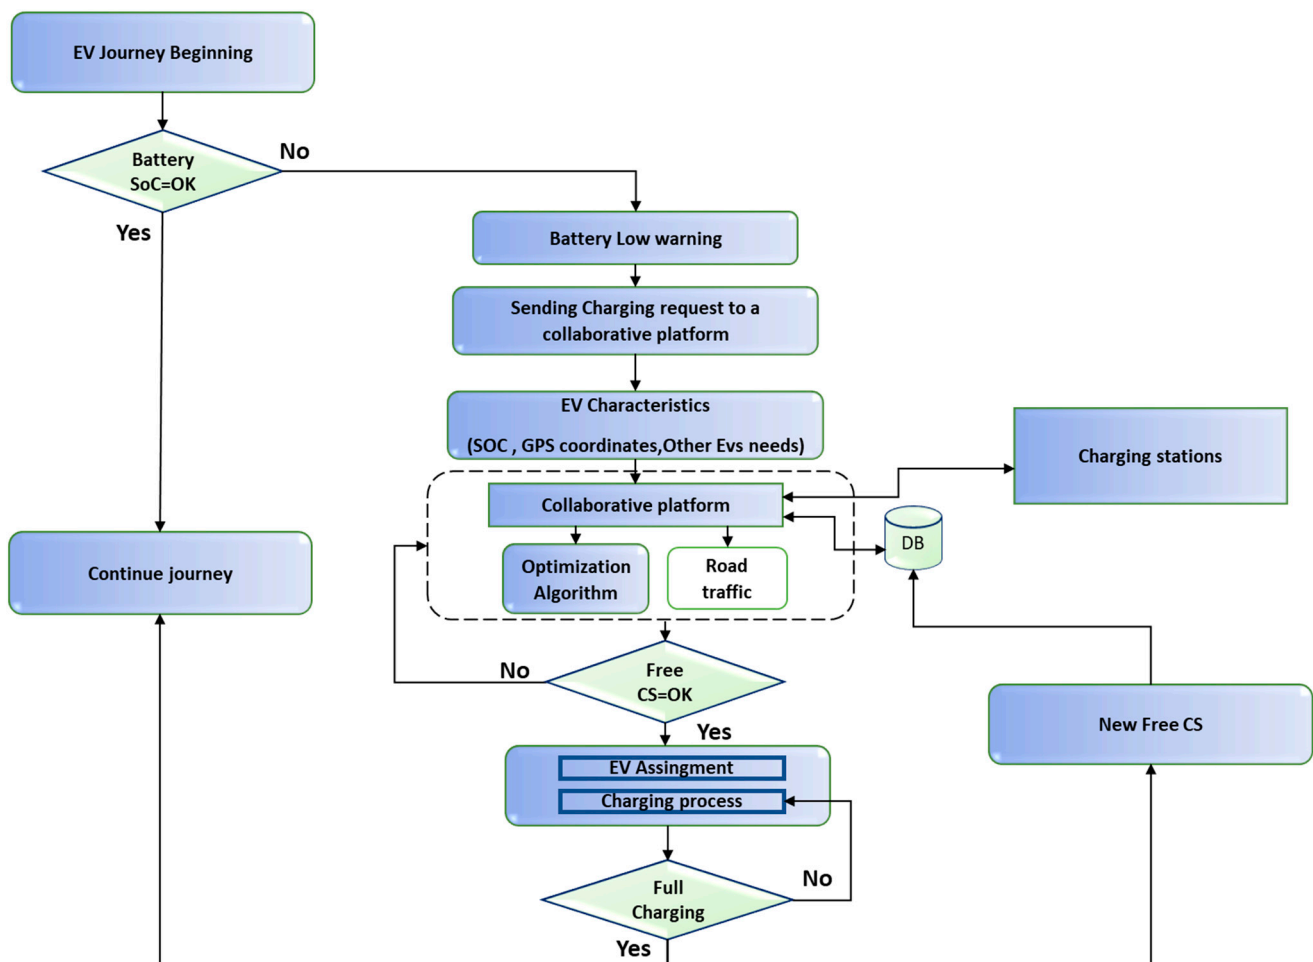 EV Journey Beginning
Battery
SoC=OK
No
Yes
Battery Low warning
Sending Charging request to a
collaborative platform
EV Characteristics
(SOC , GPS coordinates,Other Evs needs)
Charging stations
Collaborative platform
DB
Optimization
Algorithm
Road
traffic
Continue journey
Free
CS=OK
No
Yes
New Free CS
EV Assingment
Charging process
Full
Charging
No
Yes